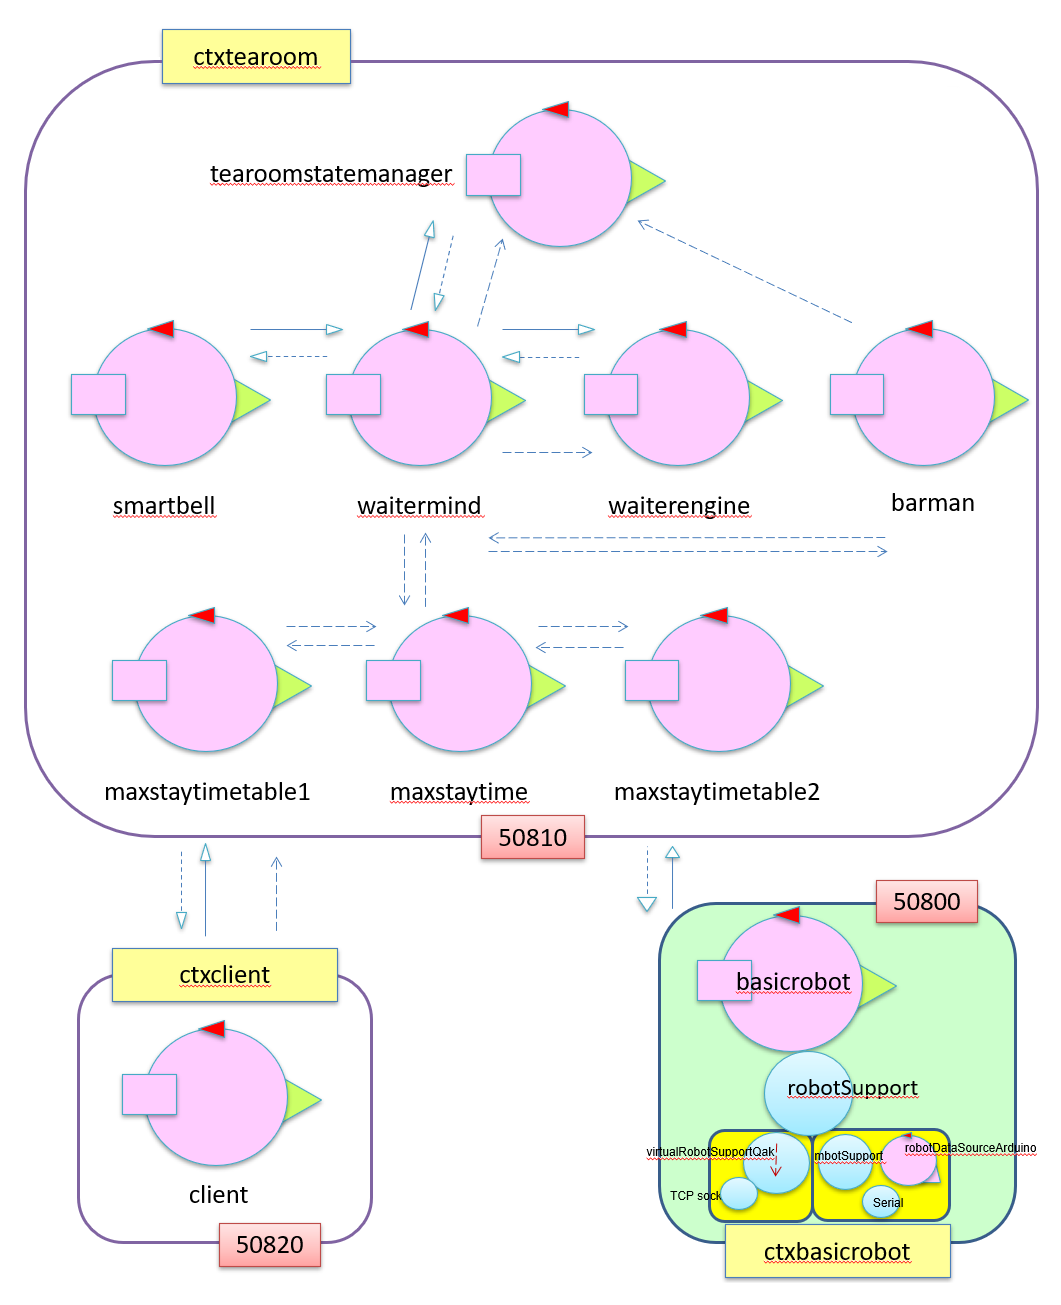 ctxtearoom
tearoomstatemanager
smartbell
waitermind
waiterengine
barman
maxstaytimetable1
maxstaytime
maxstaytimetable2
50810
50800
ctxclient
basicrobot
robotSupport
virtualRobotSupportQak
mbotSupport
robotDataSourceArduino
TCP sock
Serial
client
50820
ctxbasicrobot